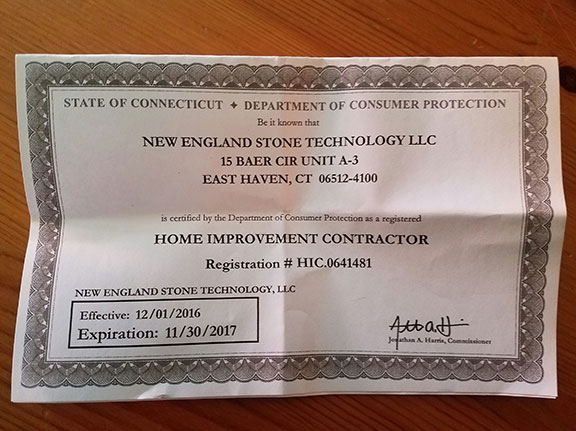 STATE OF CONNECTICUT ✦ DEPARTMENT OF CONSUMER PROTECTION
Be it known that
NEW ENGLAND STONE TECHNOLOGY LLC
15 BAER CIR UNIT A-3
EAST HAVEN, CT 06512-4100
is certified by the Department of Consumer Protection as a registered
HOME IMPROVEMENT CONTRACTOR
Registration # HIC.0641481
NEW ENGLAND STONE TECHNOLOGY, LLC
Effective: 12/01/2016
Expiration: 11/30/2017
Jonathan A. Harris, Commissioner